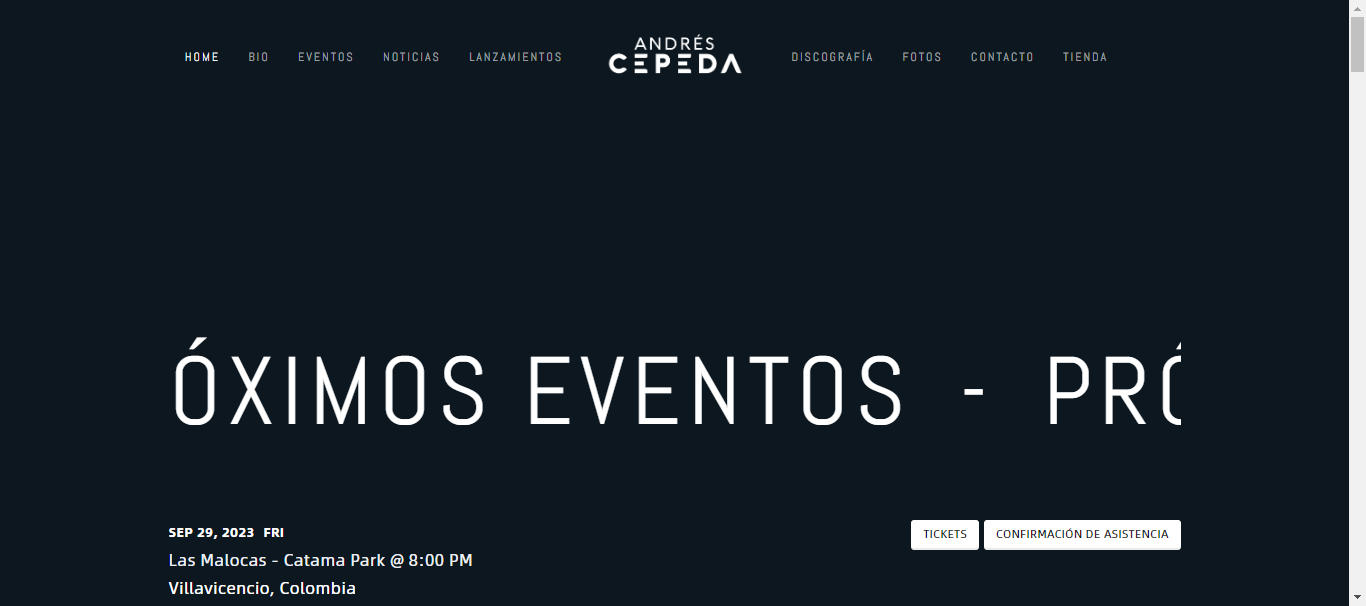 HOME BIO EVENTOS NOTICIAS LANZAMIENTOS
ANDRÉS
CEPEDA
DISCOGRAFÍA FOTOS CONTACTO TIENDA
ÓXIMOS EVENTOS - PRÓ
SEP 29, 2023 FRI
TICKETS
CONFIRMACIÓN DE ASISTENCIA
Las Malocas - Catama Park @ 8:00 PM
Villavicencio, Colombia